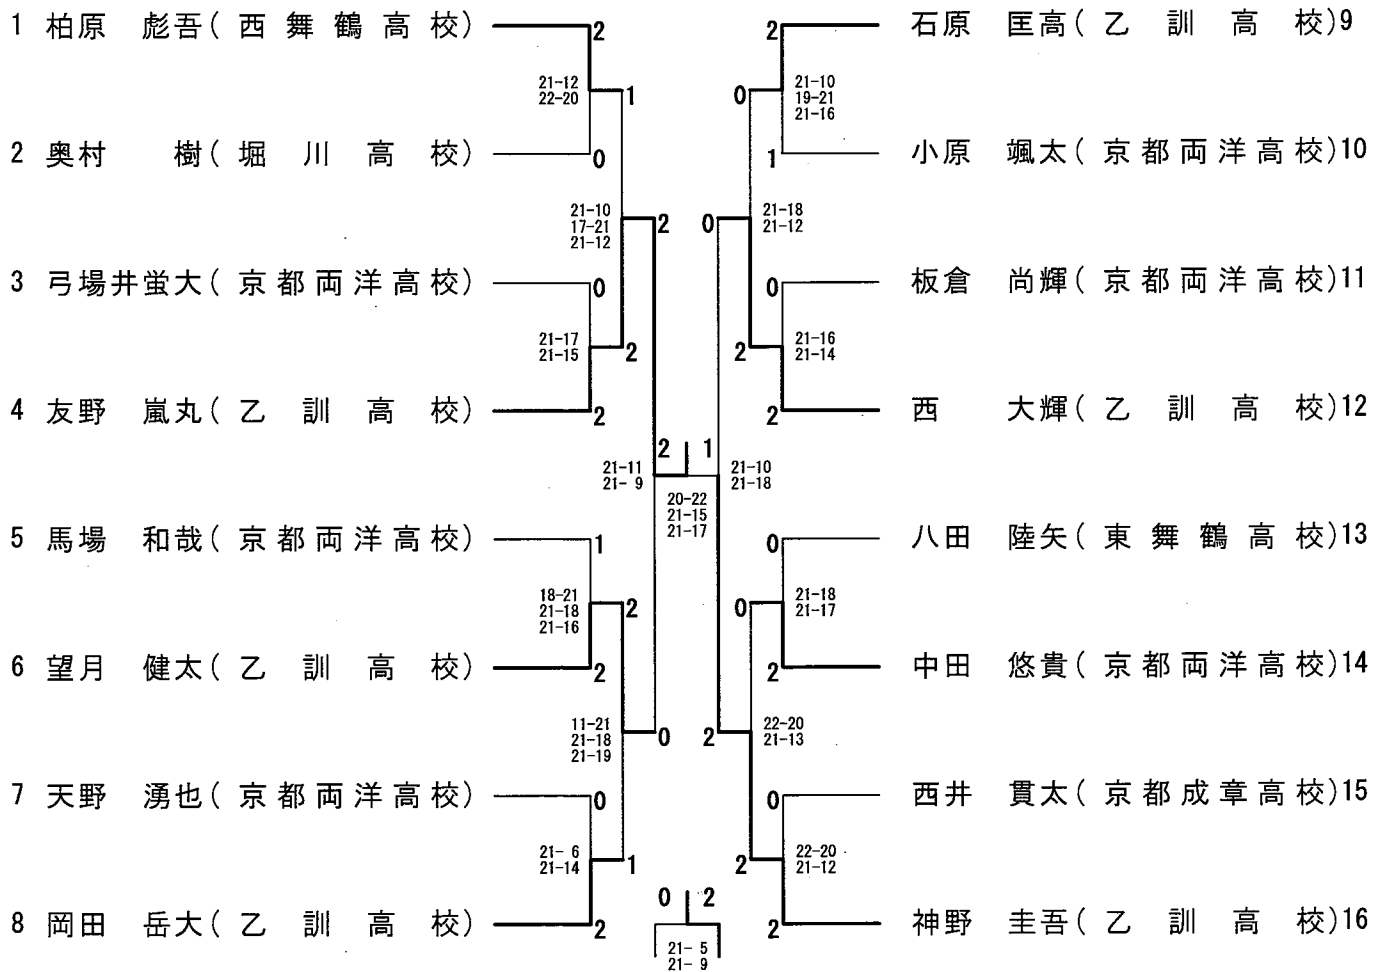 1 柏原 彪吾(西舞鶴高校) 2 2 石原 匡高(乙訓高校)9
21-12 21-10
22-20 1 0 19-21
21-16
2 奥村 樹(堀川高校) 0 1 小原 颯太(京都両洋高校)10
21-10 21-18
17-21 2 0 21-12
21-12
3 弓場井蛍大(京都両洋高校) 0 0 板倉 尚輝(京都両洋高校)11
21-17 21-16
21-15 2 2 21-14
4 友野 嵐丸(乙訓高校) 2 2 西 大輝(乙訓高校)12
2 1
21-11 21-10
21- 9 21-18
20-22
21-15
21-17
5 馬場 和哉(京都両洋高校) 1 0 八田 陸矢(東舞鶴高校)13
18-21 21-18
21-18 2 0 21-17
21-16
6 望月 健太(乙訓高校) 2 2 中田 悠貴(京都両洋高校)14
11-21 22-20
21-18 0 2 21-13
21-19
7 天野 湧也(京都両洋高校) 0 0 西井 貫太(京都成章高校)15
21- 6 22-20
21-14 1 2 21-12
0 2
8 岡田 岳大(乙訓高校) 2 2 神野 圭吾(乙訓高校)16
21- 5
21- 9